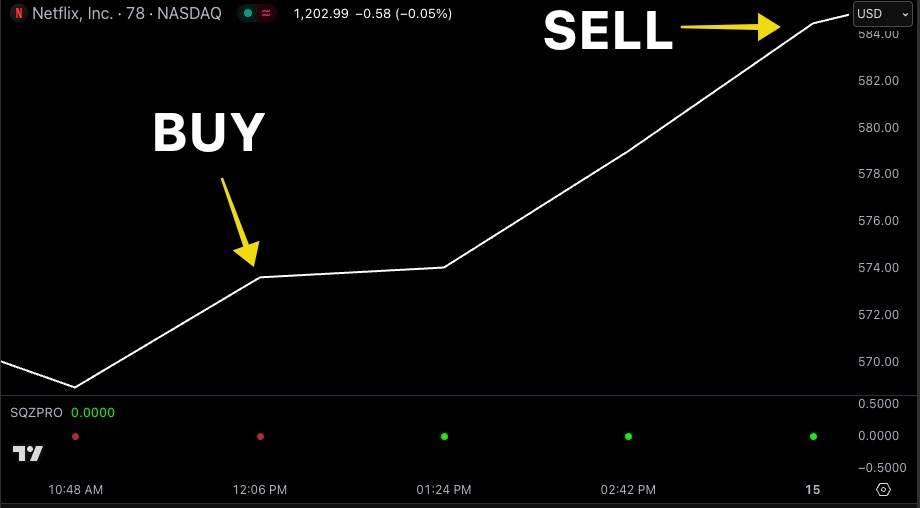 N Netflix, Inc. · 78 · NASDAQ 1,202.99 −0.58 (−0.05%)
USD
SELL
584.00
582.00
BUY
580.00
578.00
576.00
574.00
572.00
570.00
SQZPRO 0.0000
0.5000
0.0000
−0.5000
10:48 AM 12:06 PM 01:24 PM 02:42 PM 15